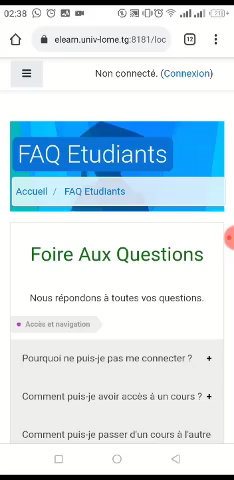 02:38
elearn.univ-lome.tg:8181/loc
12
Non connecté. (Connexion)
FAQ Etudiants
Accueil / FAQ Etudiants
Foire Aux Questions
Nous répondons à toutes vos questions.
Accès et navigation
Pourquoi ne puis-je pas me connecter ? +
Comment puis-je avoir accès à un cours ? +
Comment puis-je passer d'un cours à l'autre